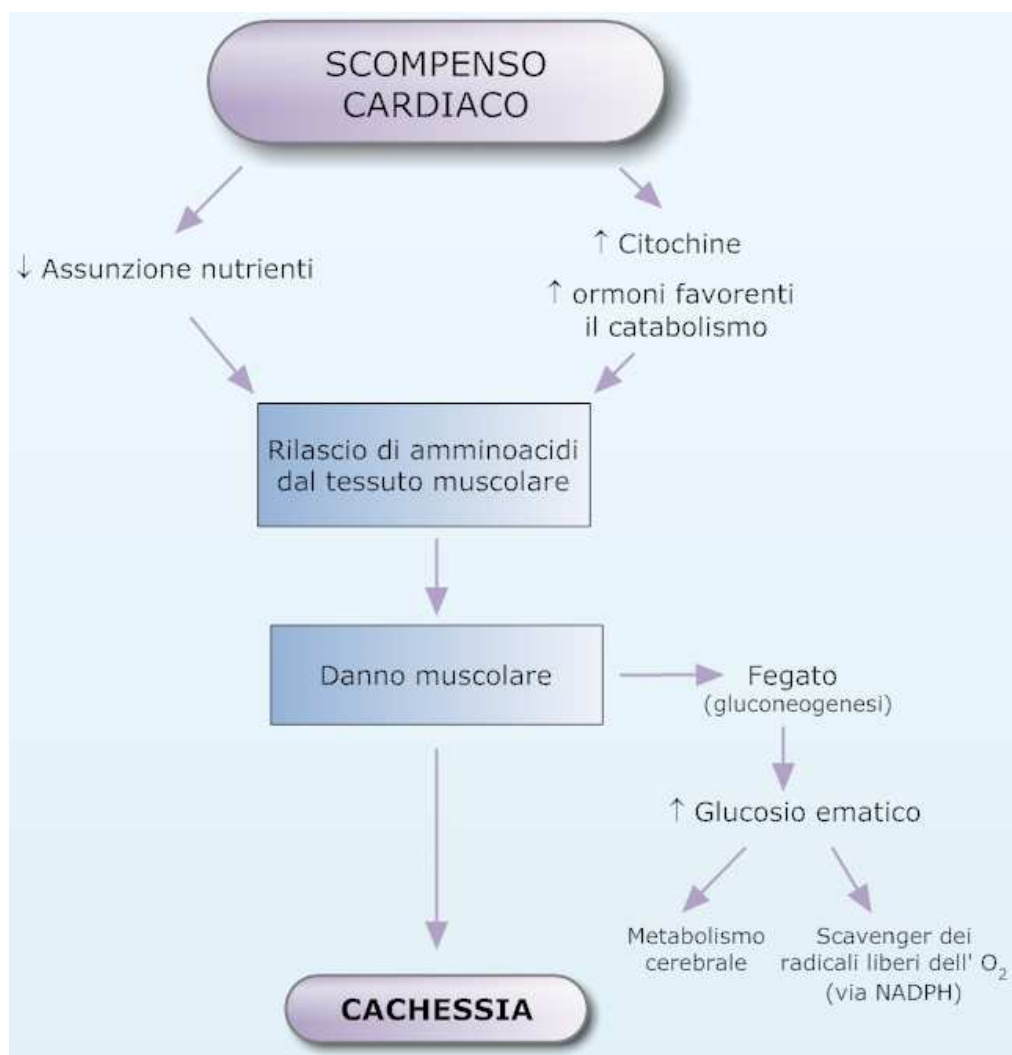 SCOMPENSO
CARDIACO
↓ Assunzione nutrienti
↑ Citochine
↑ ormoni favorenti
il catabolismo
Rilascio di amminoacidi
dal tessuto muscolare
Danno muscolare
Fegato
(gluconeogenesi)
↑ Glucosio ematico
Metabolismo
cerebrale
Scavenger dei
radicali liberi dell' O₂
(via NADPH)
CACHESSIA